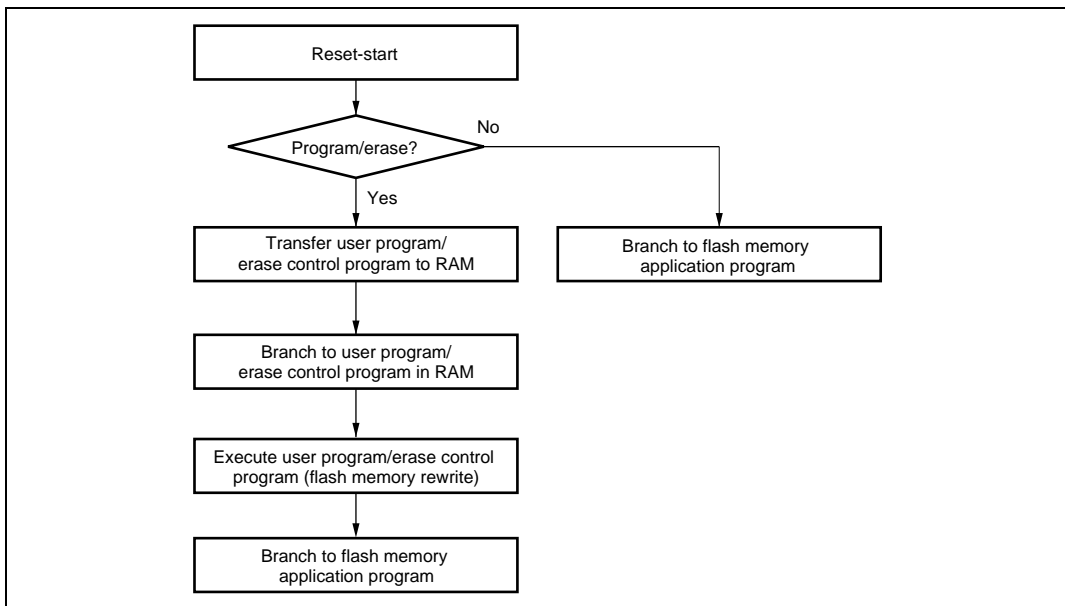 Reset-start
Program/erase?
No
Yes
Transfer user program/
erase control program to RAM
Branch to flash memory
application program
Branch to user program/
erase control program in RAM
Execute user program/erase control
program (flash memory rewrite)
Branch to flash memory
application program